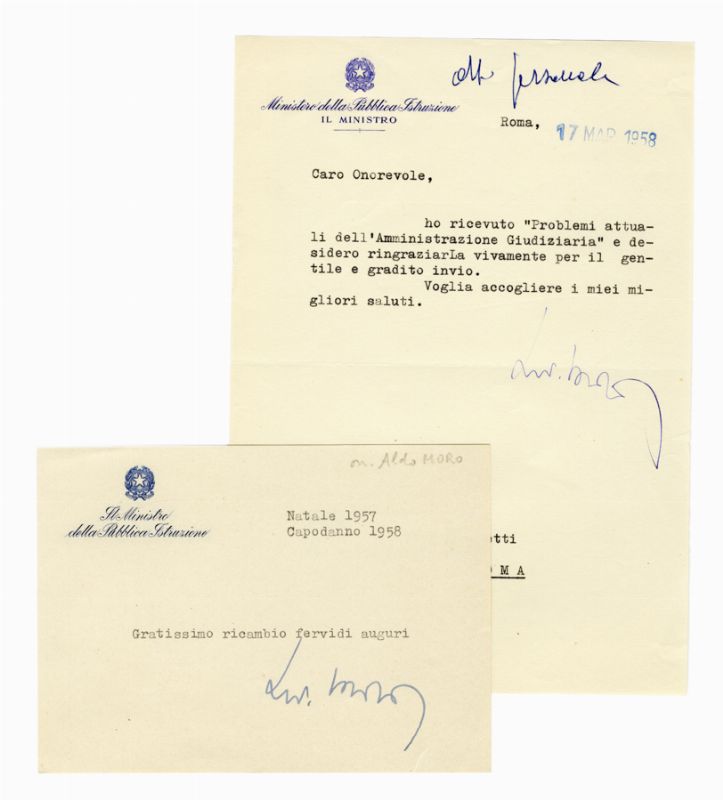 Ministero della Pubblica Istruzione
IL MINISTRO
Roma, 17 MAR 1958
Caro Onorevole,
ho ricevuto "Problemi attua-
li dell'Amministrazione Giudiziaria" e de-
sidero ringraziarLa vivamente per il gen-
tile e gradito invio.
Voglia accogliere i miei mi-
gliori saluti.
etti
O M A
on. Aldo MORO
Il Ministro
della Pubblica Istruzione
Natale 1957
Capodanno 1958
Gratissimo ricambio fervidi auguri